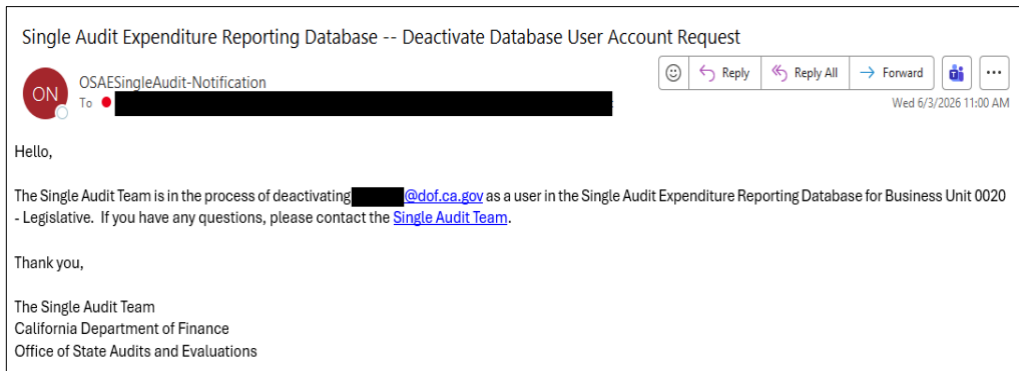 Single Audit Expenditure Reporting Database -- Deactivate Database User Account Request
ON
OSAESingleAudit-Notification
To
Reply
Reply All
Forward
Wed 6/3/2026 11:00 AM
Hello,
The Single Audit Team is in the process of deactivating @dof.ca.gov as a user in the Single Audit Expenditure Reporting Database for Business Unit 0020
- Legislative. If you have any questions, please contact the Single Audit Team.
Thank you,
The Single Audit Team
California Department of Finance
Office of State Audits and Evaluations